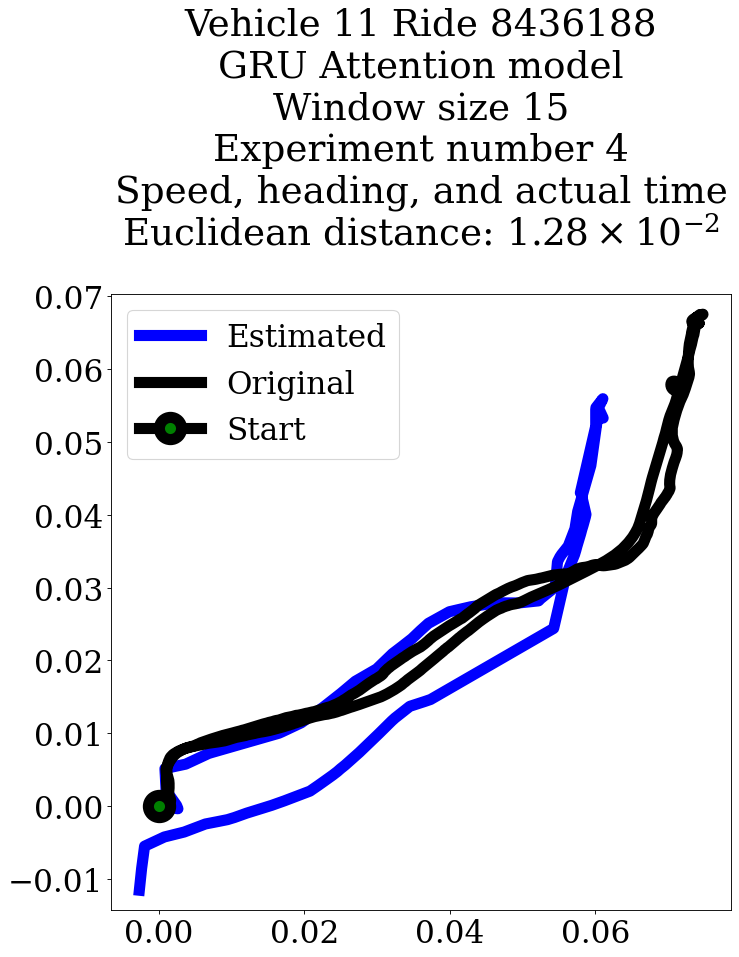 Vehicle 11 Ride 8436188
GRU Attention model
Window size 15
Experiment number 4
Speed, heading, and actual time
Euclidean distance: 1.28 × 10⁻²
0.07
0.06
0.05
0.04
0.03
0.02
0.01
0.00
−0.01
Estimated
Original
Start
0.00 0.02 0.04 0.06